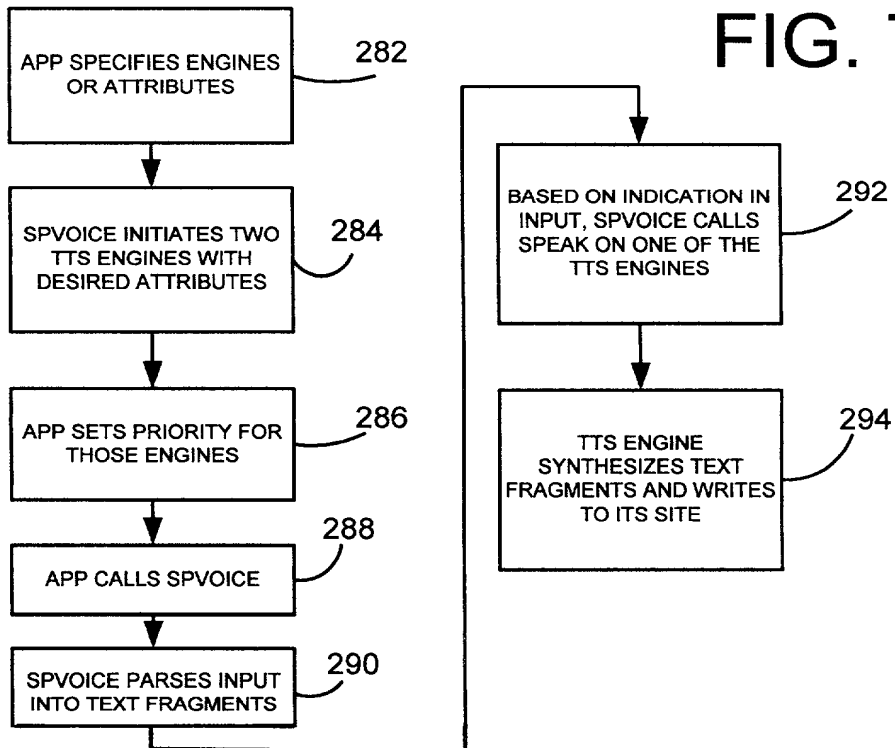 FIG.
APP SPECIFIES ENGINES
OR ATTRIBUTES
282
SPVOICE INITIATES TWO
TTS ENGINES WITH
DESIRED ATTRIBUTES
284
APP SETS PRIORITY FOR
THOSE ENGINES
286
APP CALLS SPVOICE
288
SPVOICE PARSES INPUT
INTO TEXT FRAGMENTS
290
BASED ON INDICATION IN
INPUT, SPVOICE CALLS
SPEAK ON ONE OF THE
TTS ENGINES
292
TTS ENGINE
SYNTHESIZES TEXT
FRAGMENTS AND WRITES
TO ITS SITE
294